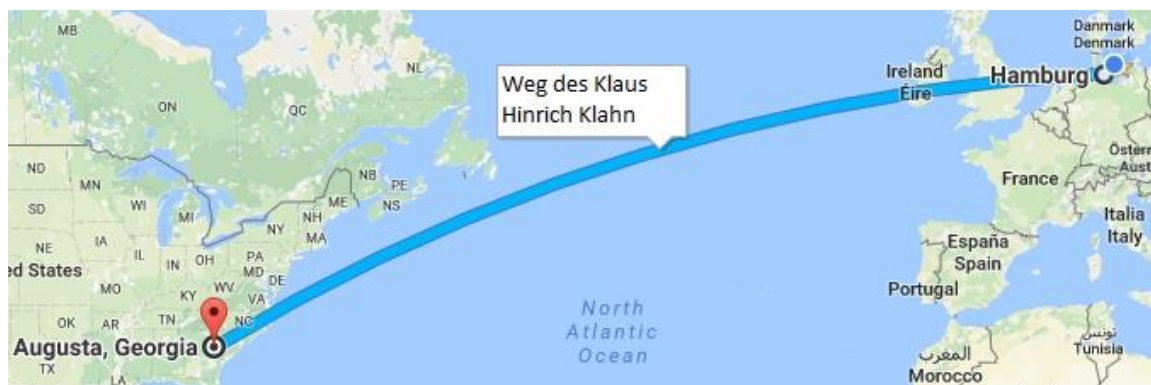 MB
NL
ON
QC
Weg des Klaus
Hinrich Klahn
Danmark
Denmark
Ireland
Éire
Hamburg
ND
MN
NB
PE
NS
ME
SD
WI
MI
NH
NY
MA
France
NE
IA
IL
IN
OH
PA
MD
DE
ed States
MO
KY
WV
VA
Italia
Italy
España
Spain
Portugal
OK
AR
TN
NC
Augusta, Georgia
TX
LA
North
Atlantic
Ocean
تونس
Tunisia
المغرب
Morocco